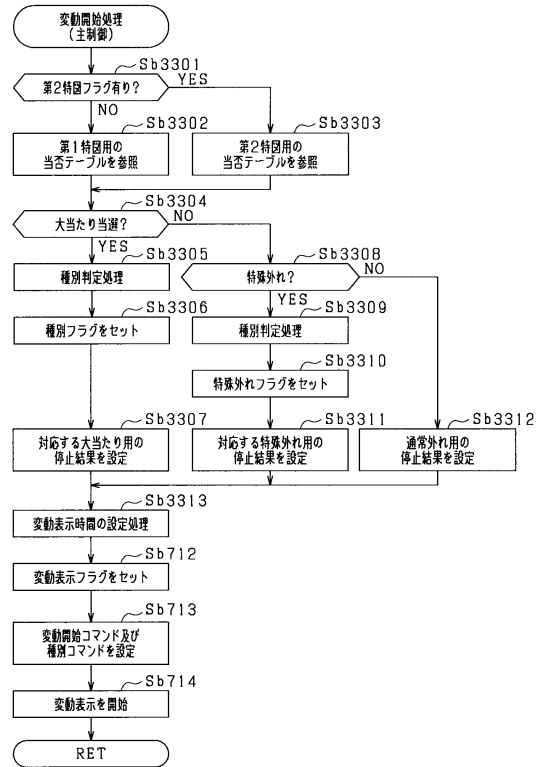 変動開始処理
(主制御)
Sb3301
第2特図フラグ有り?
YES
NO
Sb3302
第1特図用の
当否テーブルを参照
Sb3303
第2特図用の
当否テーブルを参照
Sb3304
大当たり当選?
NO
YES
Sb3305
種別判定処理
Sb3308
特殊外れ?
NO
YES
Sb3306
種別フラグをセット
Sb3309
種別判定処理
Sb3310
特殊外れフラグをセット
Sb3307
対応する大当たり用の
停止結果を設定
Sb3311
対応する特殊外れ用の
停止結果を設定
Sb3312
通常外れ用の
停止結果を設定
Sb3313
変動表示時間の設定処理
Sb712
変動表示フラグをセット
Sb713
変動開始コマンド及び
種別コマンドを設定
Sb714
変動表示を開始
RET